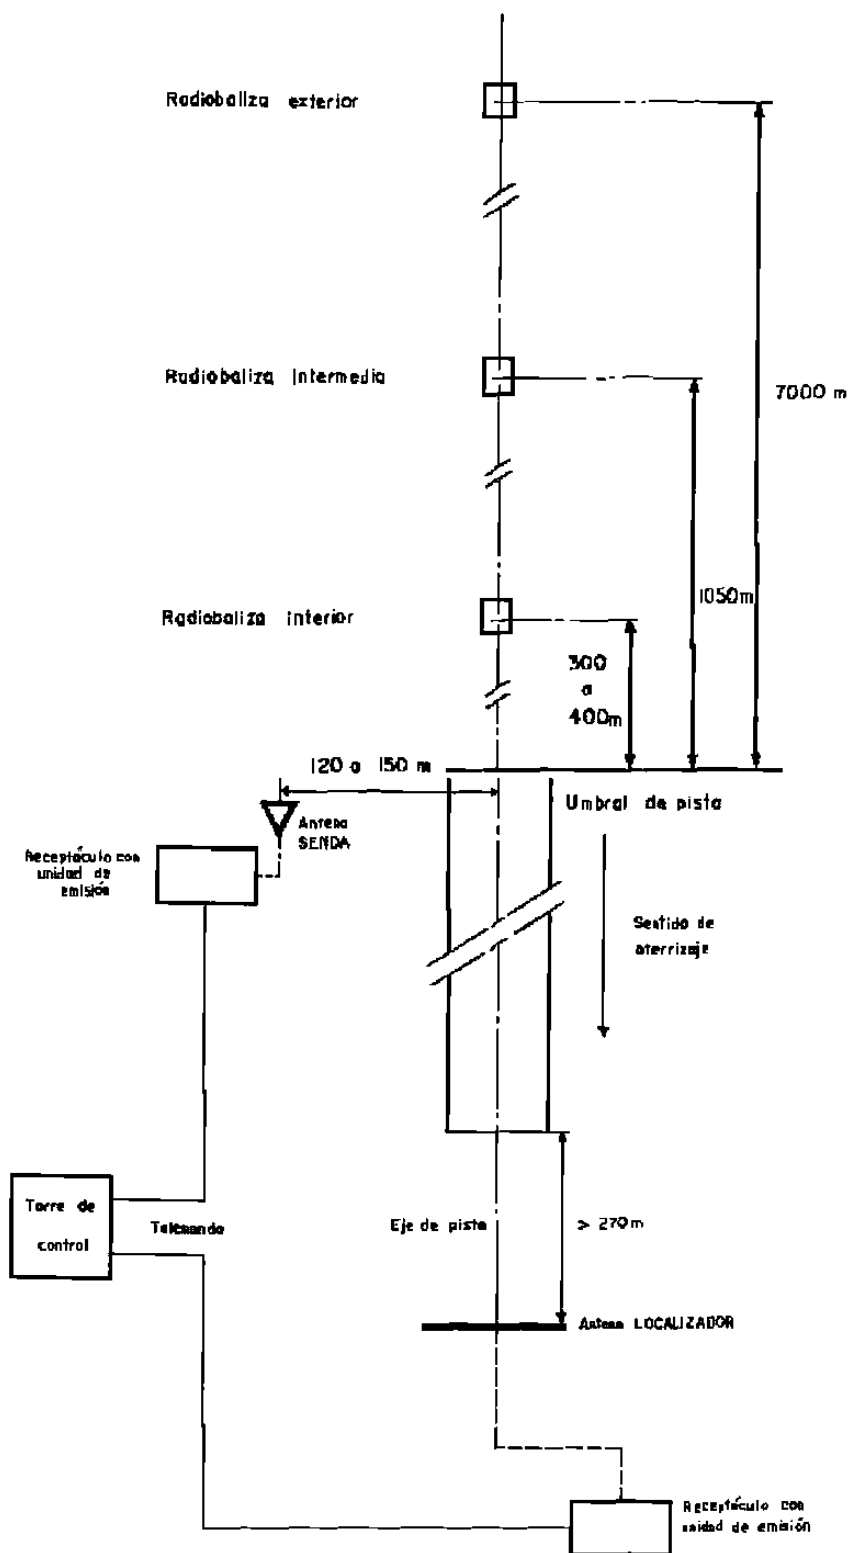 Radiobaliza exterior
Radiobaliza Intermedia
7000 m
1050m
Radiobaliza interior
300
a
400m
120 a 150 m
Umbral de pista
Antena
SENDA
Receptáculo con
unidad de
emisión
Sentido de
aterrizaje
Torre de
control
Telemando
Eje de pista
> 270m
Antena LOCALIZADOR
Receptáculo con
unidad de emisión